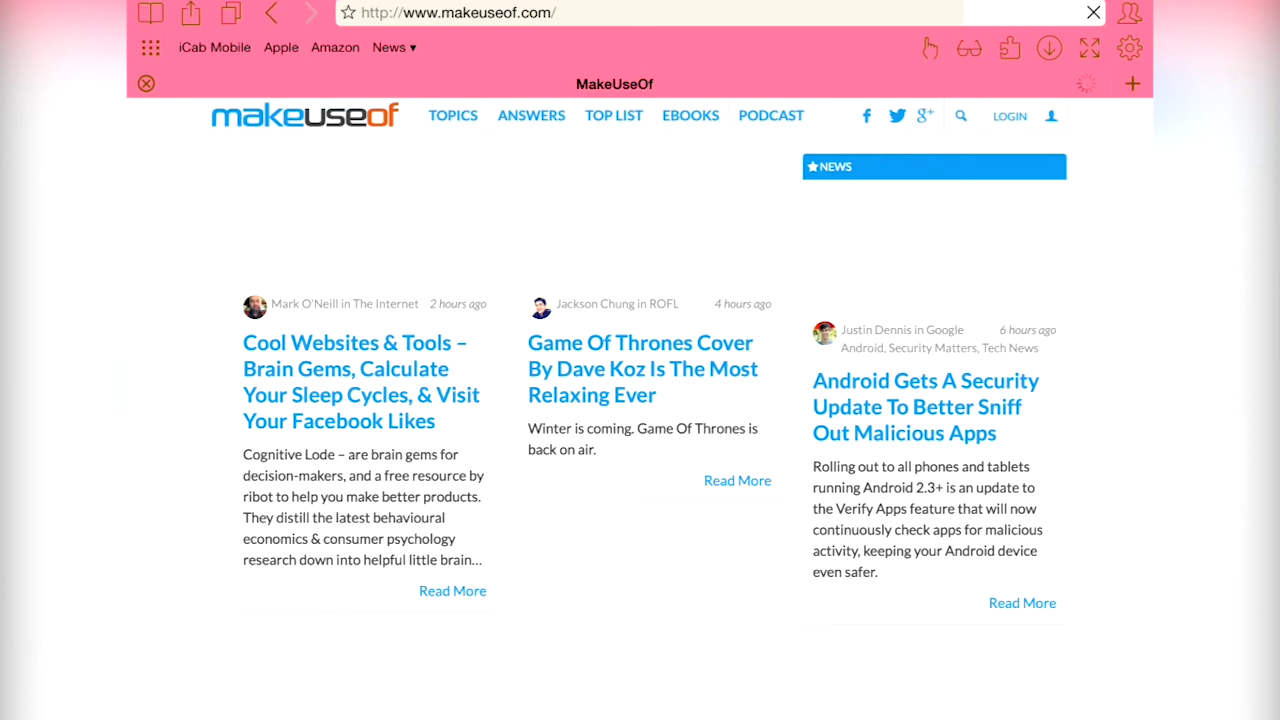 http://www.makeuseof.com/
iCab Mobile Apple Amazon News ▾
MakeUseOf
makeuseof TOPICS ANSWERS TOP LIST EBOOKS PODCAST LOGIN
NEWS
Mark O'Neill in The Internet 2 hours ago
Cool Websites & Tools –
Brain Gems, Calculate
Your Sleep Cycles, & Visit
Your Facebook Likes
Cognitive Lode – are brain gems for
decision-makers, and a free resource by
ribot to help you make better products.
They distill the latest behavioural
economics & consumer psychology
research down into helpful little brain...
Read More
Jackson Chung in ROFL 4 hours ago
Game Of Thrones Cover
By Dave Koz Is The Most
Relaxing Ever
Winter is coming. Game Of Thrones is
back on air.
Read More
Justin Dennis in Google 6 hours ago
Android, Security Matters, Tech News
Android Gets A Security
Update To Better Sniff
Out Malicious Apps
Rolling out to all phones and tablets
running Android 2.3+ is an update to
the Verify Apps feature that will now
continuously check apps for malicious
activity, keeping your Android device
even safer.
Read More